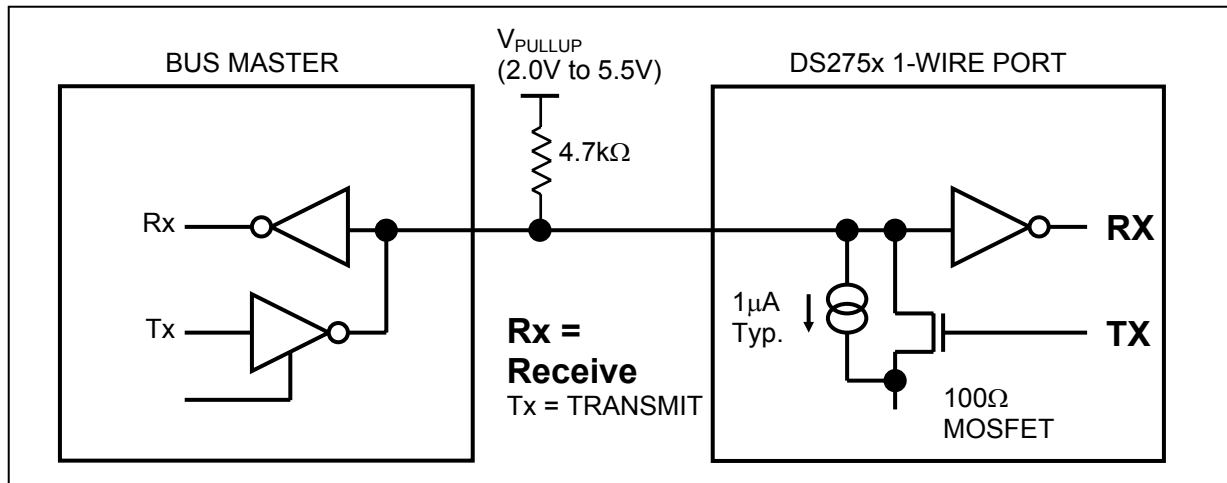 BUS MASTER
V_PULLUP
(2.0V to 5.5V)
DS275x 1-WIRE PORT
4.7kΩ
Rx
Tx
Rx =
Receive
Tx = TRANSMIT
1μA
Typ.
RX
TX
100Ω
MOSFET